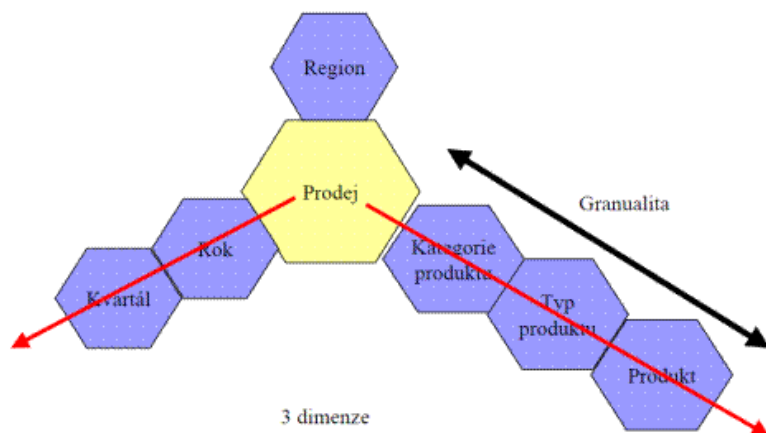 Region
Prodej
Granualita
Rok
Kategorie
produktu
Kvartál
Typ
produktu
Produkt
3 dimenze